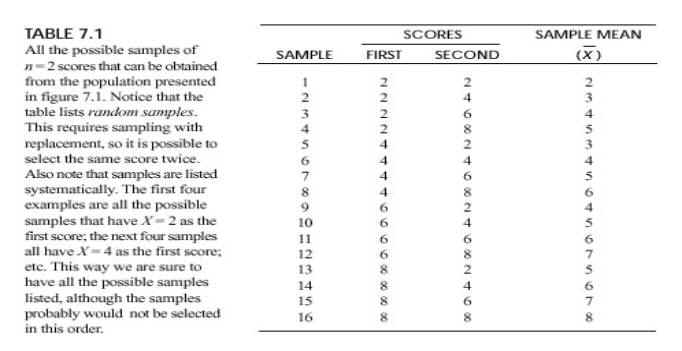 TABLE 7.1
All the possible samples of
n = 2 scores that can be obtained
from the population presented
in figure 7.1. Notice that the
table lists random samples.
This requires sampling with
replacement, so it is possible to
select the same score twice.
Also note that samples are listed
systematically. The first four
examples are all the possible
samples that have X = 2 as the
first score; the next four samples
all have X = 4 as the first score;
etc. This way we are sure to
have all the possible samples
listed, although the samples
probably would not be selected
in this order.
SCORES SAMPLE MEAN
SAMPLE FIRST SECOND (X̄)
1 2 2 2
2 2 4 3
3 2 6 4
4 2 8 5
5 4 2 3
6 4 4 4
7 4 6 5
8 4 8 6
9 6 2 4
10 6 4 5
11 6 6 6
12 6 8 7
13 8 2 5
14 8 4 6
15 8 6 7
16 8 8 8